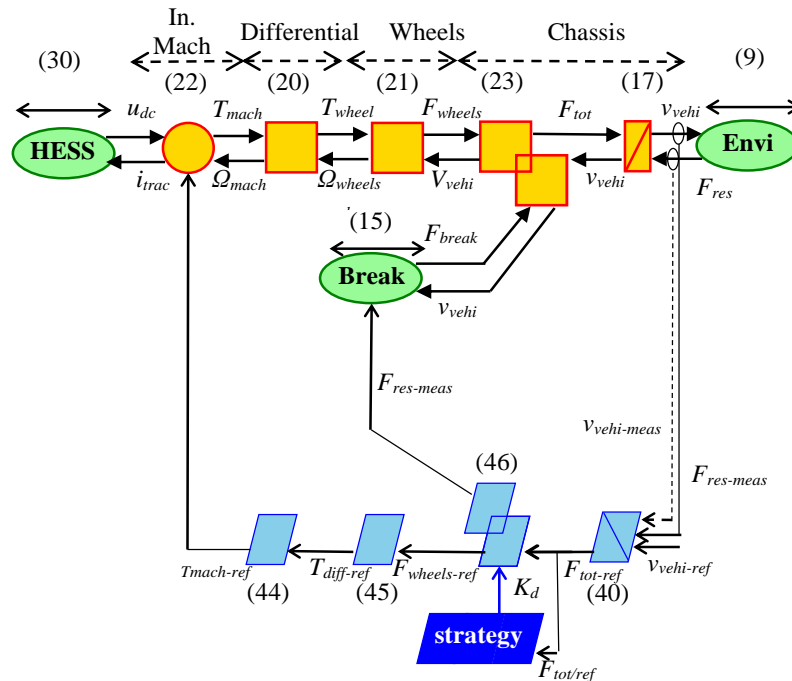 In.
Mach Differential Wheels Chassis
(30) (22) (20) (21) (23) (17) (9)
u_dc T_mach T_wheel F_wheels F_tot v_vehi
HESS Envi
i_trac Ω_mach Ω_wheels V_vehi v_vehi F_res
(15)
F_break
Break
v_vehi
F_res-meas
v_vehi-meas
(46)
F_res-meas
Tmach-ref T_diff-ref F_wheels-ref F_tot-ref v_vehi-ref
(44) (45) (40)
K_d
strategy
F_tot/ref